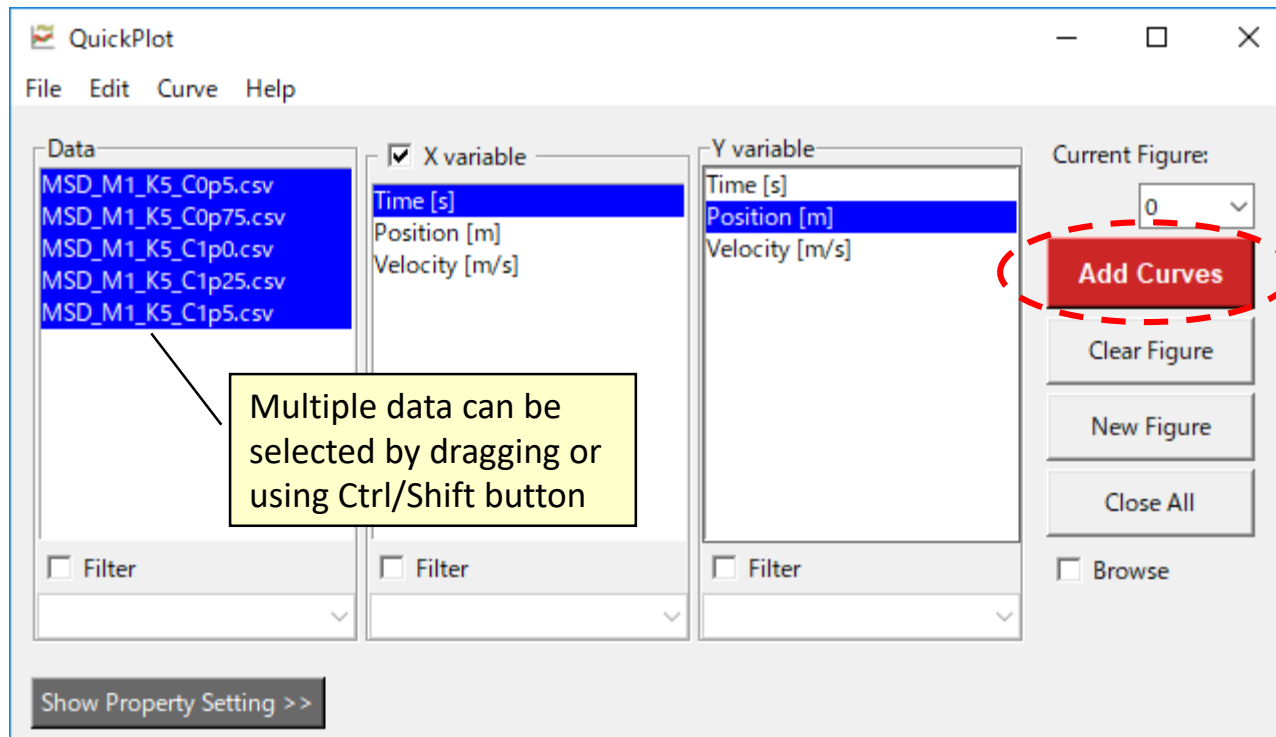 QuickPlot
File Edit Curve Help
Data
MSD_M1_K5_C0p5.csv
MSD_M1_K5_C0p75.csv
MSD_M1_K5_C1p0.csv
MSD_M1_K5_C1p25.csv
MSD_M1_K5_C1p5.csv
Multiple data can be
selected by dragging or
using Ctrl/Shift button
Filter
X variable
Time [s]
Position [m]
Velocity [m/s]
Filter
Y variable
Time [s]
Position [m]
Velocity [m/s]
Filter
Current Figure:
0
Add Curves
Clear Figure
New Figure
Close All
Browse
Show Property Setting >>